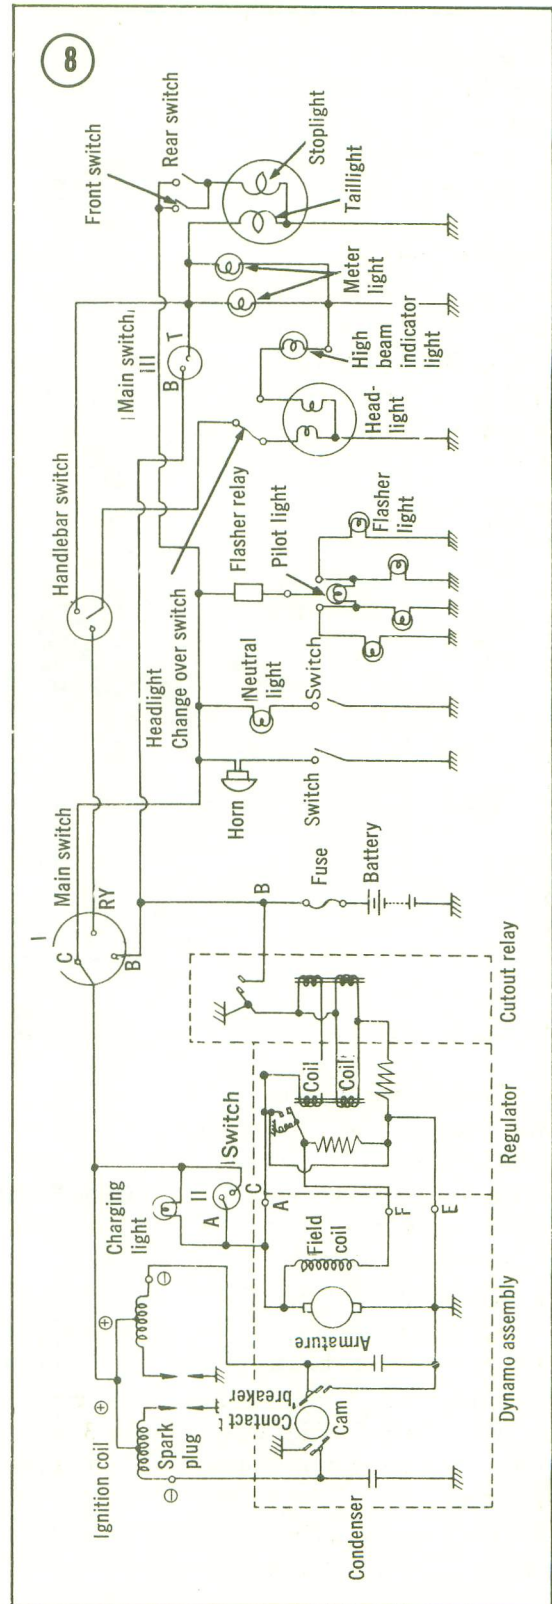 8
Front switch
Rear switch
Stoplight
Taillight
Meter
light
High
beam
indicator
light
Head-
light
Main switch
III
B
T
Handlebar switch
Flasher relay
Pilot light
Flasher
light
Headlight
Change over switch
Neutral
light
Switch
Horn
Switch
Main switch
I
C
RY
B
B
Fuse
Battery
Cutout relay
Coil
Coil
Regulator
Switch
II
A
C
Charging
light
A
F
E
Field
coil
Armature
Dynamo assembly
Contact
breaker
Cam
Condenser
Ignition coil
⊕
⊕
⊖
⊖
Spark
plug